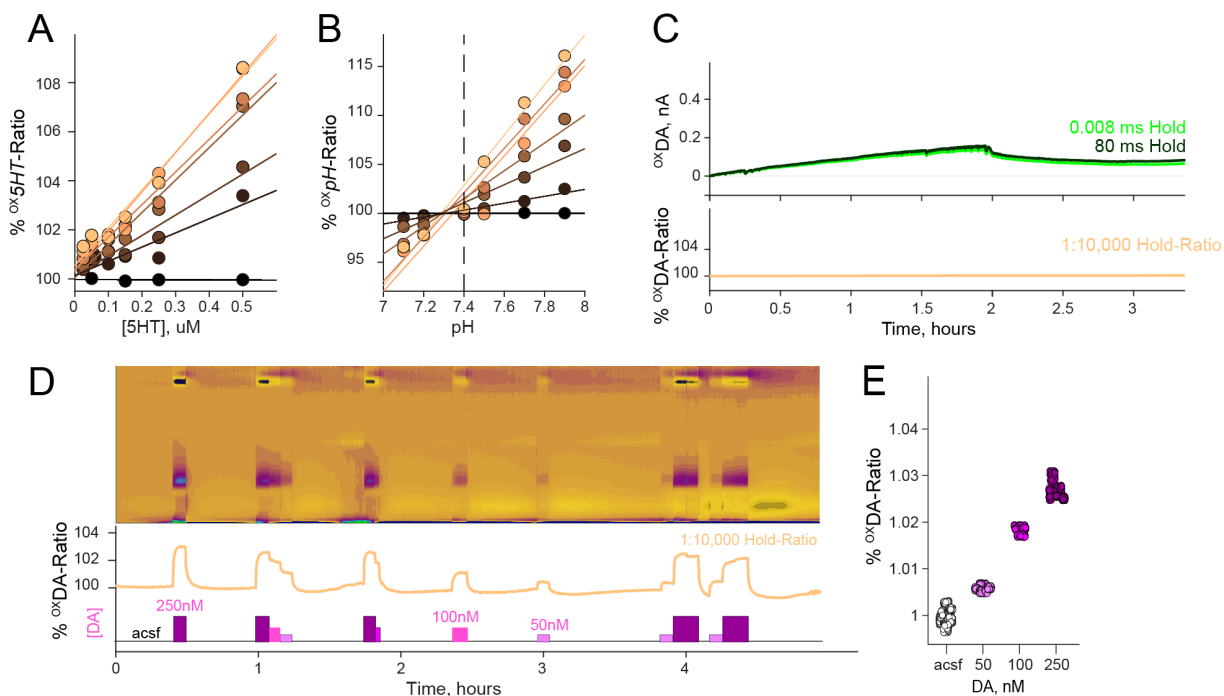 A
% ox5HT-Ratio
108
106
104
102
100
0
0.1
0.2
0.3
0.4
0.5
[5HT], uM
B
% oxpH-Ratio
115
110
105
100
95
7
7.2
7.4
7.6
7.8
8
pH
C
oxDA, nA
0.4
0.2
0
0.008 ms Hold
80 ms Hold
% oxDA-Ratio
104
100
1:10,000 Hold-Ratio
0
0.5
1
1.5
2
2.5
3
Time, hours
D
% oxDA-Ratio
104
102
100
1:10,000 Hold-Ratio
[DA]
acsf
250nM
100nM
50nM
0
1
2
3
4
Time, hours
E
% oxDA-Ratio
1.04
1.03
1.02
1.01
1
acsf
50
100
250
DA, nM